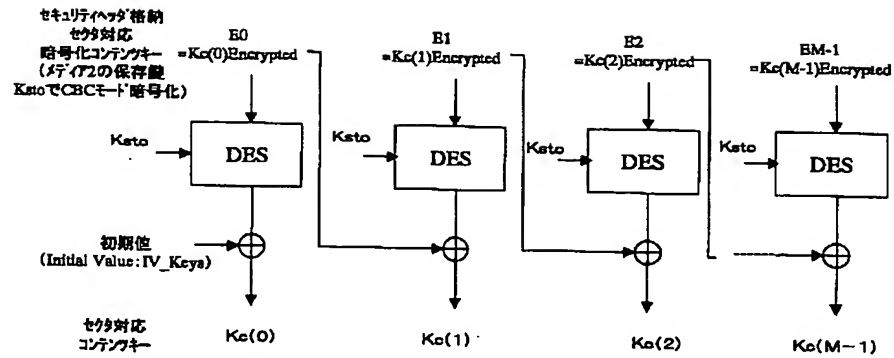 セキュリティヘッダ格納
セクタ対応
暗号化コンテンツキー
(メディア2の保存鍵
KstoでCBCモード暗号化)
E0
=Kc(0)Encrypted
E1
=Kc(1)Encrypted
E2
=Kc(2)Encrypted
EM-1
=Kc(M-1)Encrypted
Ksto
DES
Ksto
DES
Ksto
DES
Ksto
DES
初期値
(Initial Value:IV_Keys)
セクタ対応
コンテンツキー
Kc(0)
Kc(1)
Kc(2)
Kc(M-1)